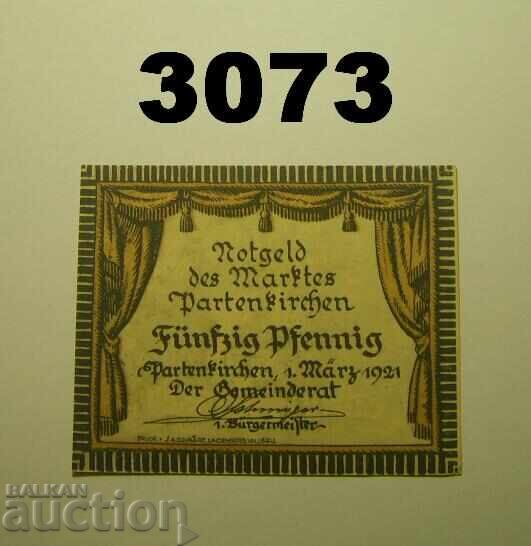 3073
Notgeld
des Marktes
Partenkirchen
Fünfzig Pfennig
Partenkirchen, 1. März 1921
Der Gemeinderat
1. Bürgermeister
BALKAN
auction